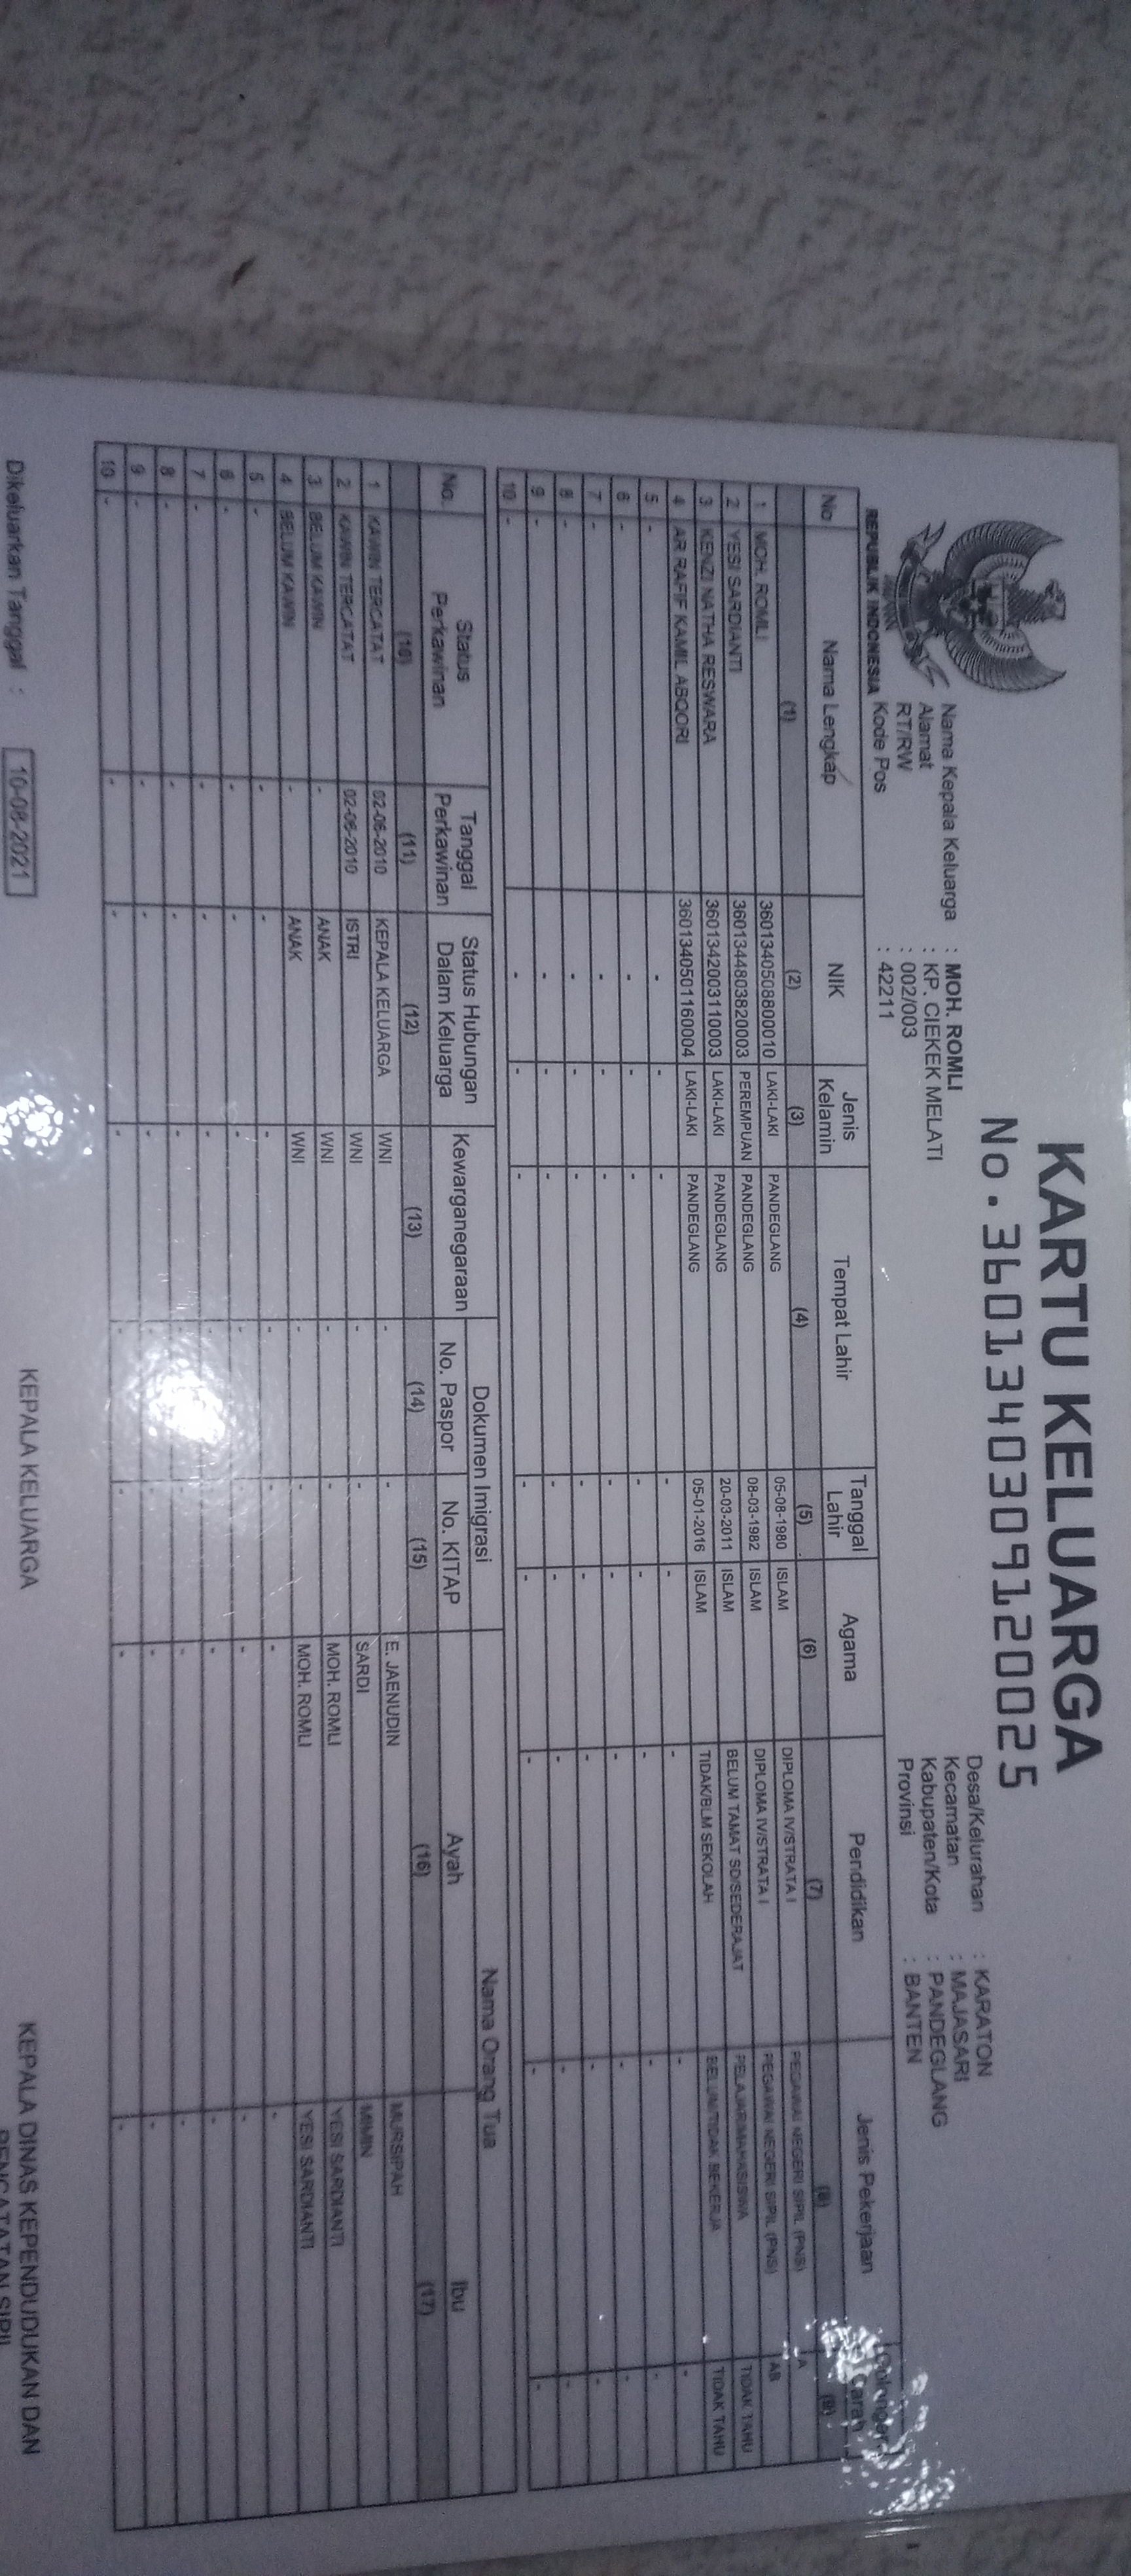 KARTU KELUARGA
No. 3601340309120025
REPUBLIK INDONESIA
Nama Kepala Keluarga : MOH. ROMLI
Alamat : KP. CIEKEK MELATI
RT/RW : 002/003
Kode Pos : 42211
Desa/Kelurahan : KARATON
Kecamatan : MAJASARI
Kabupaten/Kota : PANDEGLANG
Provinsi : BANTEN
No Nama Lengkap NIK Jenis Kelamin Tempat Lahir Tanggal Lahir Agama Pendidikan Jenis Pekerjaan
(1) (2) (3) (4) (5) (6) (7) (8) (9)
1 MOH. ROMLI 3601340508800010 LAKI-LAKI PANDEGLANG 05-08-1980 ISLAM DIPLOMA IV/STRATA I PEGAWAI NEGERI SIPIL (PNS) A
2 YESI SARDIANTI 3601344803820003 PEREMPUAN PANDEGLANG 08-03-1982 ISLAM DIPLOMA IV/STRATA I PEGAWAI NEGERI SIPIL (PNS) AB
3 KENZI NATHA RESWARA 3601342003110003 LAKI-LAKI PANDEGLANG 20-03-2011 ISLAM BELUM TAMAT SD/SEDERAJAT PELAJAR/MAHASISWA TIDAK TAHU
4 AR RAFIF KAMIL ABQORI 3601340501160004 LAKI-LAKI PANDEGLANG 05-01-2016 ISLAM TIDAK/BLM SEKOLAH BELUM/TIDAK BEKERJA TIDAK TAHU
5 - - - - - - - - -
6 - - - - - - - - -
7 - - - - - - - - -
8 - - - - - - - - -
9 - - - - - - - - -
10 - - - - - - - - -
No. Status Perkawinan Tanggal Perkawinan Status Hubungan Dalam Keluarga Kewarganegaraan Dokumen Imigrasi Nama Orang Tua
No. Paspor No. KITAP Ayah Ibu
(10) (11) (12) (13) (14) (15) (16) (17)
1 KAWIN TERCATAT 02-06-2010 KEPALA KELUARGA WNI - - E. JAENUDIN MURSIPAH
2 KAWIN TERCATAT 02-06-2010 ISTRI WNI - - SARDI MIMIN
3 BELUM KAWIN - ANAK WNI - - MOH. ROMLI YESI SARDIANTI
4 BELUM KAWIN - ANAK WNI - - MOH. ROMLI YESI SARDIANTI
5 - - - - - - - -
6 - - - - - - - -
7 - - - - - - - -
8 - - - - - - - -
9 - - - - - - - -
10 - - - - - - - -
Dikeluarkan Tanggal : 10-08-2021
KEPALA KELUARGA
KEPALA DINAS KEPENDUDUKAN DAN
PENCATATAN SIPIL